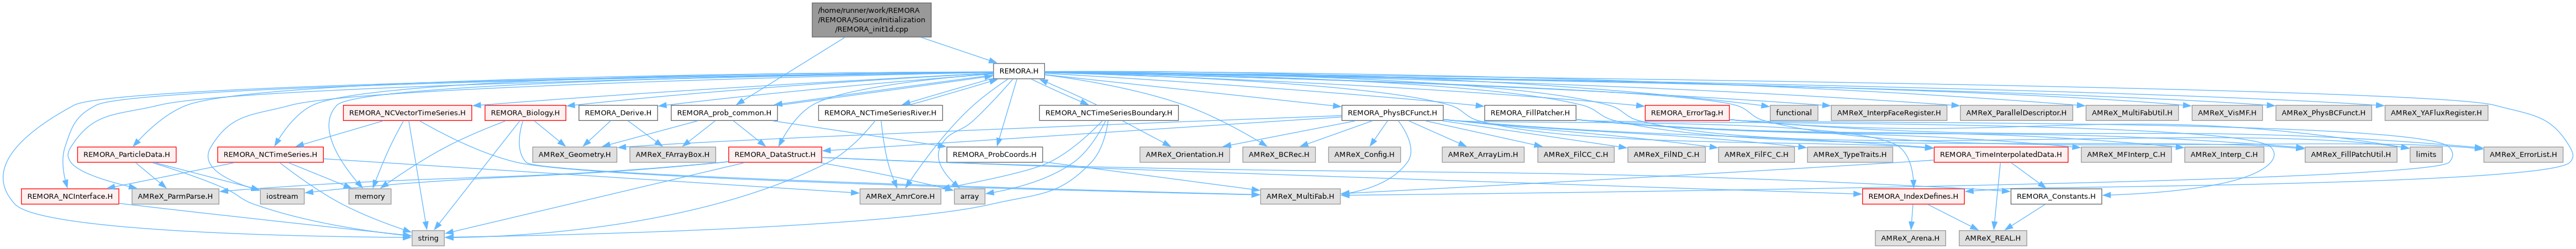 /home/runner/work/REMORA
/REMORA/Source/Initialization
/REMORA_init1d.cpp
REMORA.H
REMORA_NCVectorTimeSeries.H
REMORA_Biology.H
REMORA_Derive.H
REMORA_prob_common.H
REMORA_NCTimeSeriesRiver.H
REMORA_NCTimeSeriesBoundary.H
REMORA_PhysBCFunct.H
REMORA_FillPatcher.H
REMORA_ErrorTag.H
functional
AMReX_InterpFaceRegister.H
AMReX_ParallelDescriptor.H
AMReX_MultiFabUtil.H
AMReX_VisMF.H
AMReX_PhysBCFunct.H
AMReX_YAFluxRegister.H
REMORA_ParticleData.H
REMORA_NCTimeSeries.H
AMReX_Geometry.H
AMReX_FArrayBox.H
REMORA_DataStruct.H
REMORA_ProbCoords.H
AMReX_Orientation.H
AMReX_BCRec.H
AMReX_Config.H
AMReX_ArrayLim.H
AMReX_FilCC_C.H
AMReX_FilND_C.H
AMReX_FilFC_C.H
AMReX_TypeTraits.H
REMORA_TimeInterpolatedData.H
AMReX_MFInterp_C.H
AMReX_Interp_C.H
AMReX_FillPatchUtil.H
limits
AMReX_ErrorList.H
REMORA_NCInterface.H
AMReX_ParmParse.H
iostream
memory
AMReX_AmrCore.H
array
AMReX_MultiFab.H
REMORA_IndexDefines.H
REMORA_Constants.H
string
AMReX_Arena.H
AMReX_REAL.H